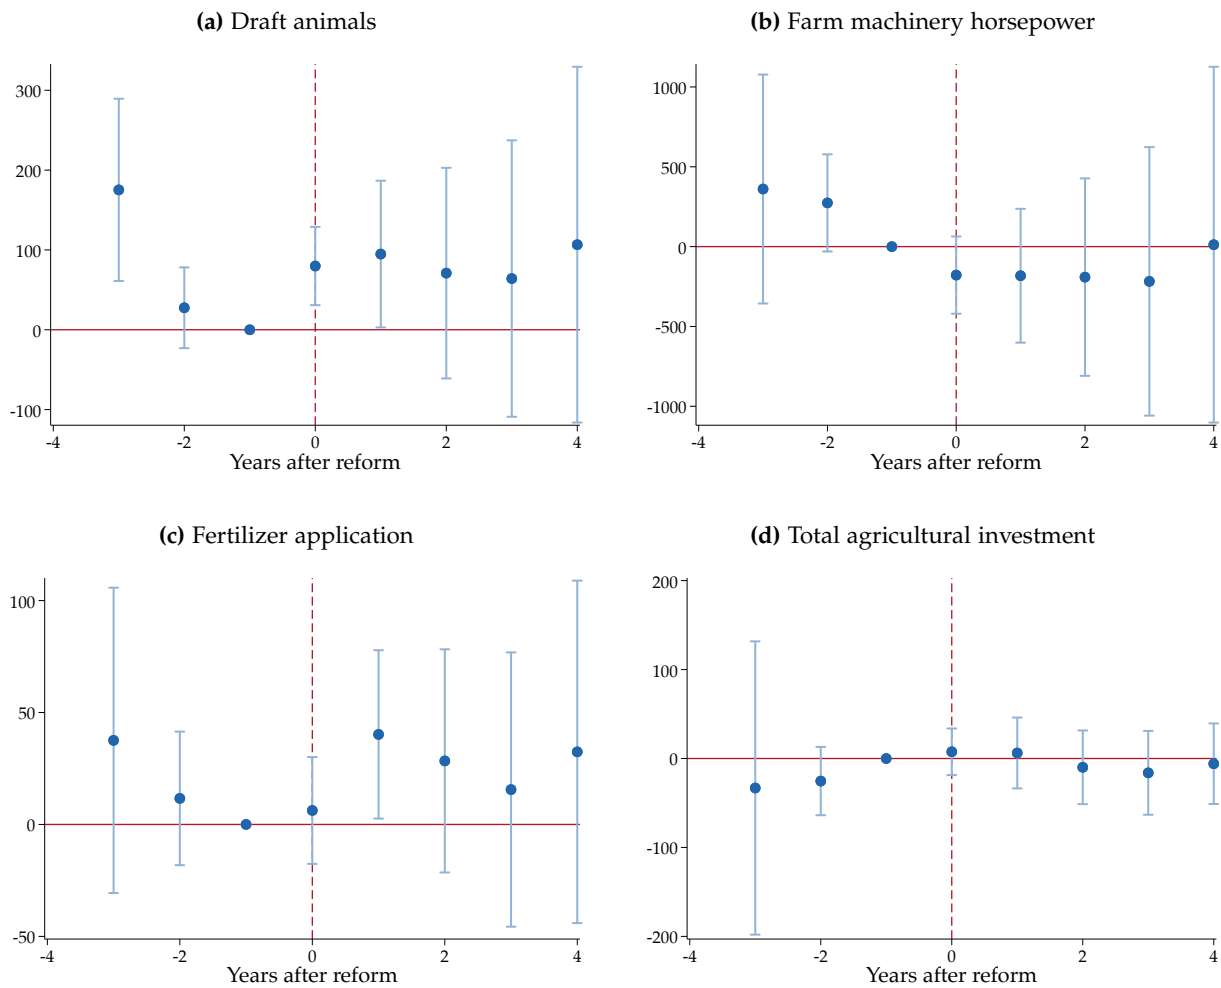 (a) Draft animals
300
200
100
0
-100
-4 -2 0 2 4
Years after reform
(b) Farm machinery horsepower
1000
500
0
-500
-1000
-4 -2 0 2 4
Years after reform
(c) Fertilizer application
100
50
0
-50
-4 -2 0 2 4
Years after reform
(d) Total agricultural investment
200
100
0
-100
-200
-4 -2 0 2 4
Years after reform